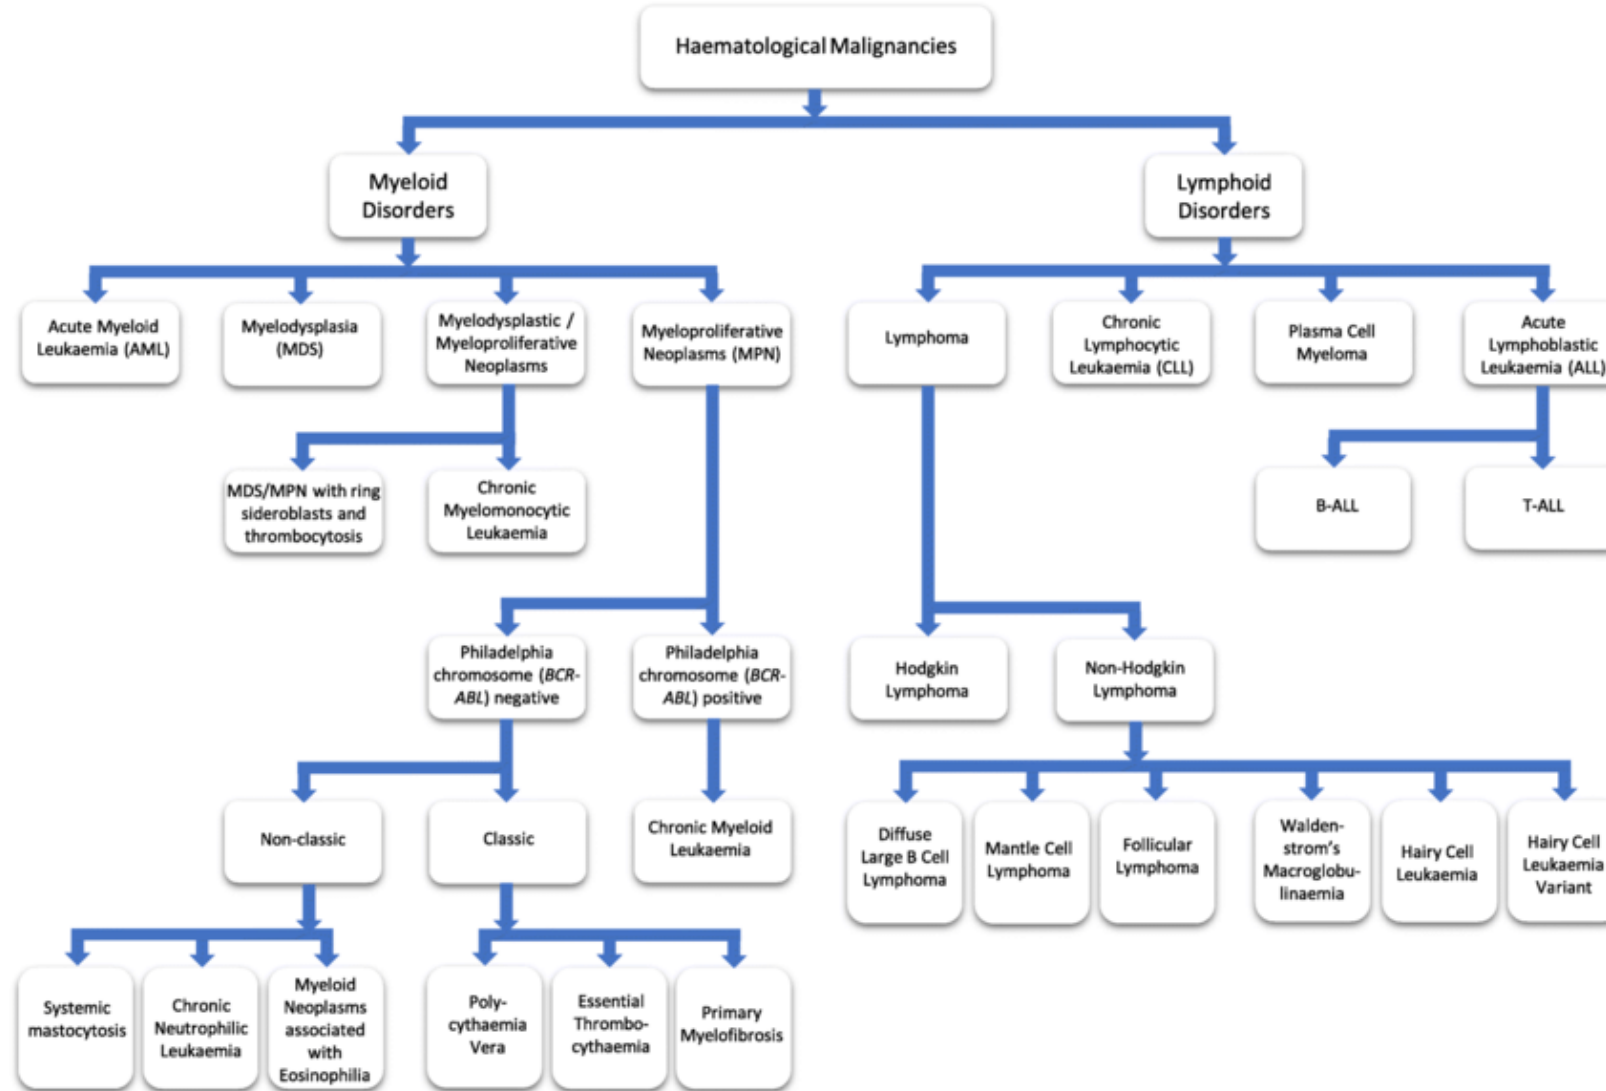 Haematological Malignancies
Myeloid
Disorders
Lymphoid
Disorders
Acute Myeloid
Leukaemia (AML)
Myelodysplasia
(MDS)
Myelodysplastic /
Myeloproliferative
Neoplasms
Myeloproliferative
Neoplasms (MPN)
Lymphoma
Chronic
Lymphocytic
Leukaemia (CLL)
Plasma Cell
Myeloma
Acute
Lymphoblastic
Leukaemia (ALL)
MDS/MPN with ring
sideroblasts and
thrombocytosis
Chronic
Myelomonocytic
Leukaemia
B-ALL
T-ALL
Philadelphia
chromosome (BCR-
ABL) negative
Philadelphia
chromosome (BCR-
ABL) positive
Hodgkin
Lymphoma
Non-Hodgkin
Lymphoma
Non-classic
Classic
Chronic Myeloid
Leukaemia
Diffuse
Large B Cell
Lymphoma
Mantle Cell
Lymphoma
Follicular
Lymphoma
Walden-
strom's
Macroglobu-
linaemia
Hairy Cell
Leukaemia
Hairy Cell
Leukaemia
Variant
Systemic
mastocytosis
Chronic
Neutrophilic
Leukaemia
Myeloid
Neoplasms
associated
with
Eosinophilia
Poly-
cythaemia
Vera
Essential
Thrombo-
cythaemia
Primary
Myelofibrosis